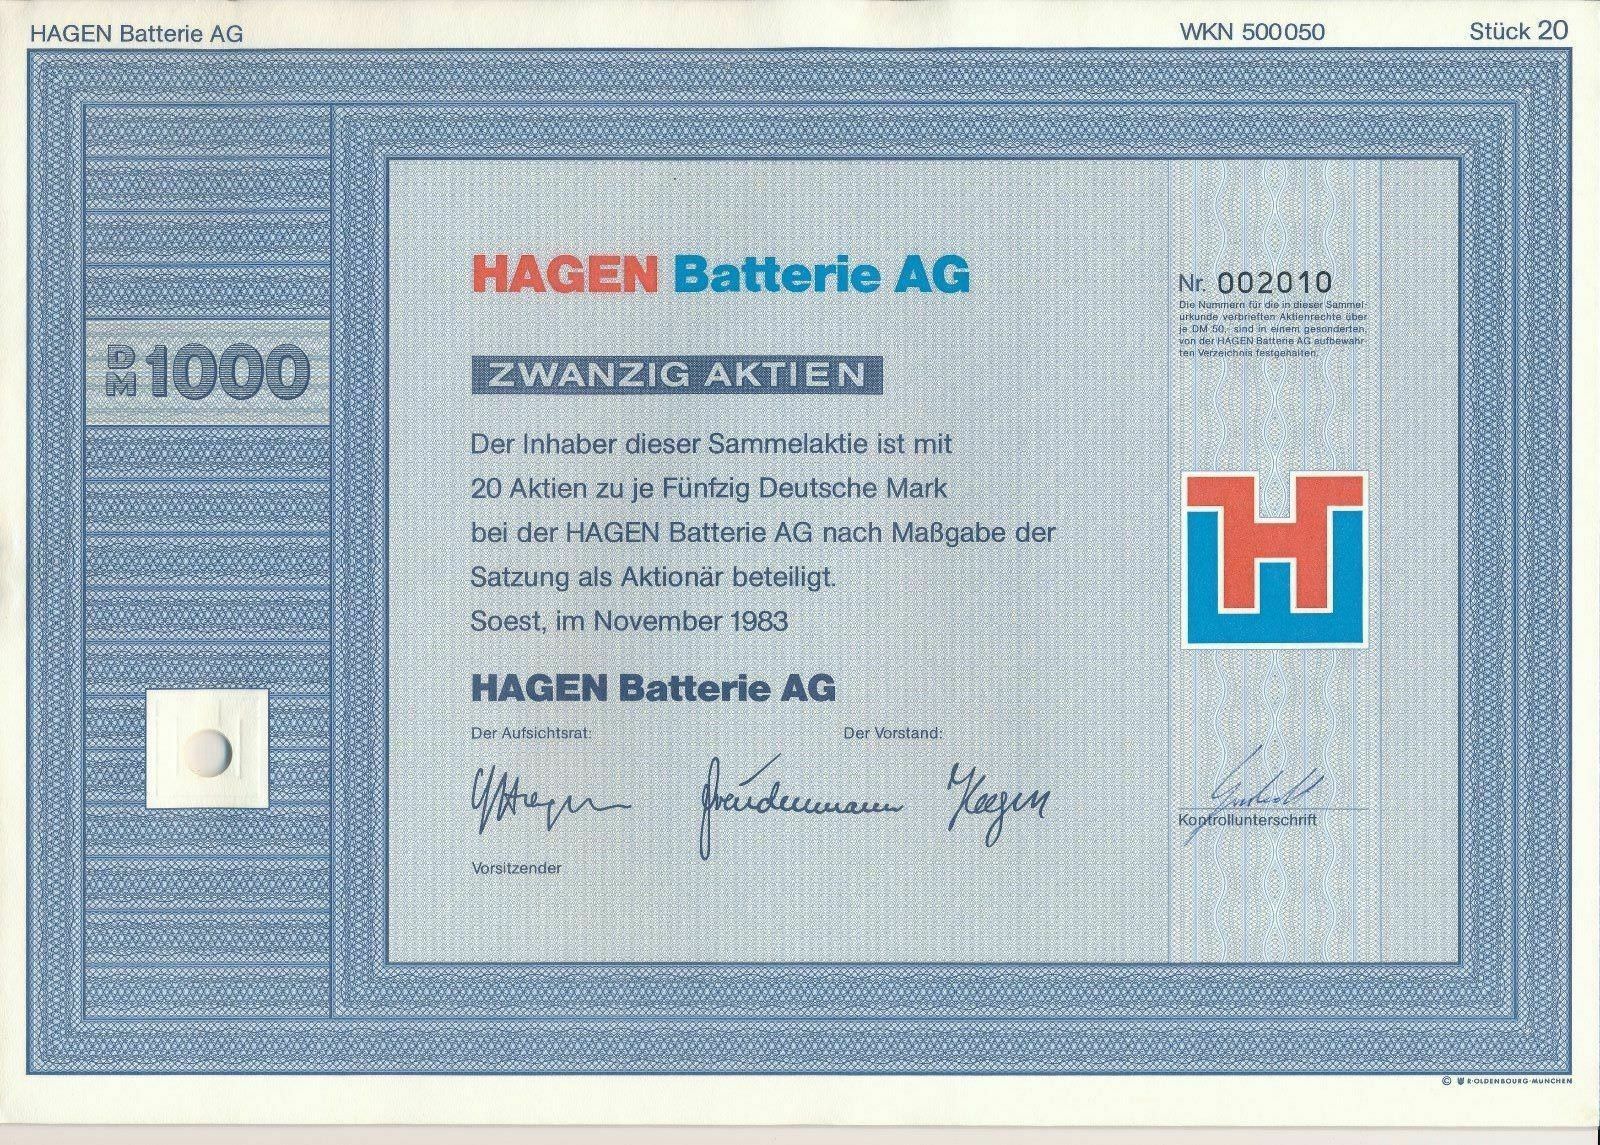 HAGEN Batterie AG
WKN 500050
Stück 20
HAGEN Batterie AG
Nr. 002010
Die Nummern für die in dieser Sammel-
urkunde verbrieften Aktienrechte über
je DM 50,- sind in einem gesonderten,
von der HAGEN Batterie AG aufbewahr-
ten Verzeichnis festgehalten.
DM 1000
ZWANZIG AKTIEN
Der Inhaber dieser Sammelaktie ist mit
20 Aktien zu je Fünfzig Deutsche Mark
bei der HAGEN Batterie AG nach Maßgabe der
Satzung als Aktionär beteiligt.
Soest, im November 1983
HAGEN Batterie AG
Der Aufsichtsrat:
Der Vorstand:
Kontrollunterschrift
Vorsitzender
© R·OLDENBOURG·MÜNCHEN